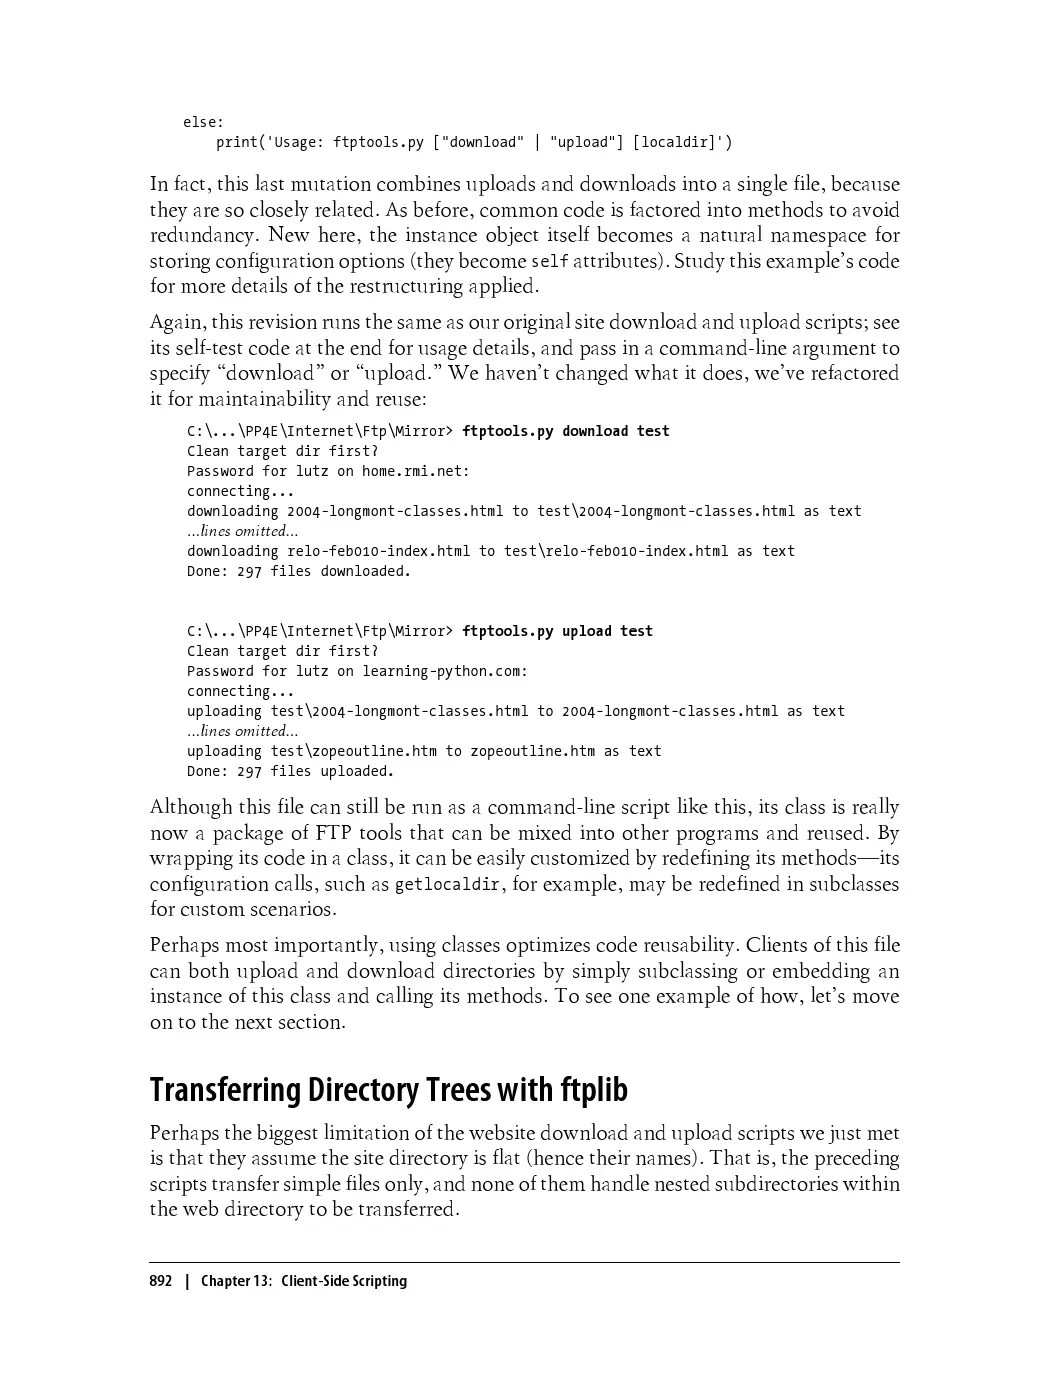 else:
print('Usage: ftptools.py ["download" | "upload"] [localdir]')
In fact, this last mutation combines uploads and downloads into a single file, because
they are so closely related. As before, common code is factored into methods to avoid
redundancy. New here, the instance object itself becomes a natural namespace for
storing configuration options (they become self attributes). Study this example’s code
for more details of the restructuring applied.
Again, this revision runs the same as our original site download and upload scripts; see
its self-test code at the end for usage details, and pass in a command-line argument to
specify “download” or “upload.” We haven’t changed what it does, we’ve refactored
it for maintainability and reuse:
C:\...\PP4E\Internet\Ftp\Mirror> ftptools.py download test
Clean target dir first?
Password for lutz on home.rmi.net:
connecting...
downloading 2004-longmont-classes.html to test\2004-longmont-classes.html as text
...lines omitted...
downloading relo-feb010-index.html to test\relo-feb010-index.html as text
Done: 297 files downloaded.
C:\...\PP4E\Internet\Ftp\Mirror> ftptools.py upload test
Clean target dir first?
Password for lutz on learning-python.com:
connecting...
uploading test\2004-longmont-classes.html to 2004-longmont-classes.html as text
...lines omitted...
uploading test\zopeoutline.htm to zopeoutline.htm as text
Done: 297 files uploaded.
Although this file can still be run as a command-line script like this, its class is really
now a package of FTP tools that can be mixed into other programs and reused. By
wrapping its code in a class, it can be easily customized by redefining its methods—its
configuration calls, such as getlocaldir, for example, may be redefined in subclasses
for custom scenarios.
Perhaps most importantly, using classes optimizes code reusability. Clients of this file
can both upload and download directories by simply subclassing or embedding an
instance of this class and calling its methods. To see one example of how, let’s move
on to the next section.
Transferring Directory Trees with ftplib
Perhaps the biggest limitation of the website download and upload scripts we just met
is that they assume the site directory is flat (hence their names). That is, the preceding
scripts transfer simple files only, and none of them handle nested subdirectories within
the web directory to be transferred.
892 | Chapter 13: Client-Side Scripting